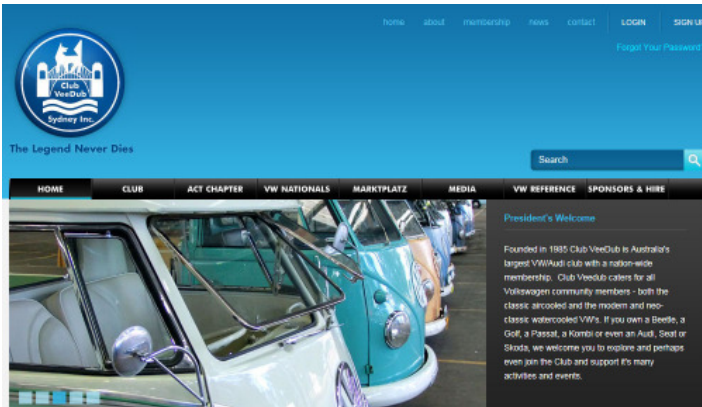 home about membership news contact LOGIN SIGN U
Forgot Your Password
Club
VeeDub
Sydney Inc.
The Legend Never Dies
Search
HOME CLUB ACT CHAPTER VW NATIONALS MARKTPLATZ MEDIA VW REFERENCE SPONSORS & HIRE
President's Welcome
Founded in 1985 Club VeeDub is Australia's
largest VW/Audi club with a nation-wide
membership. Club Veedub caters for all
Volkswagen community members - both the
classic aircooled and the modern and neo-
classic watercooled VW's. If you own a Beetle, a
Golf, a Passat, a Kombi or even an Audi, Seat or
Skoda, we welcome you to explore and perhaps
even join the Club and support it's many
activities and events.